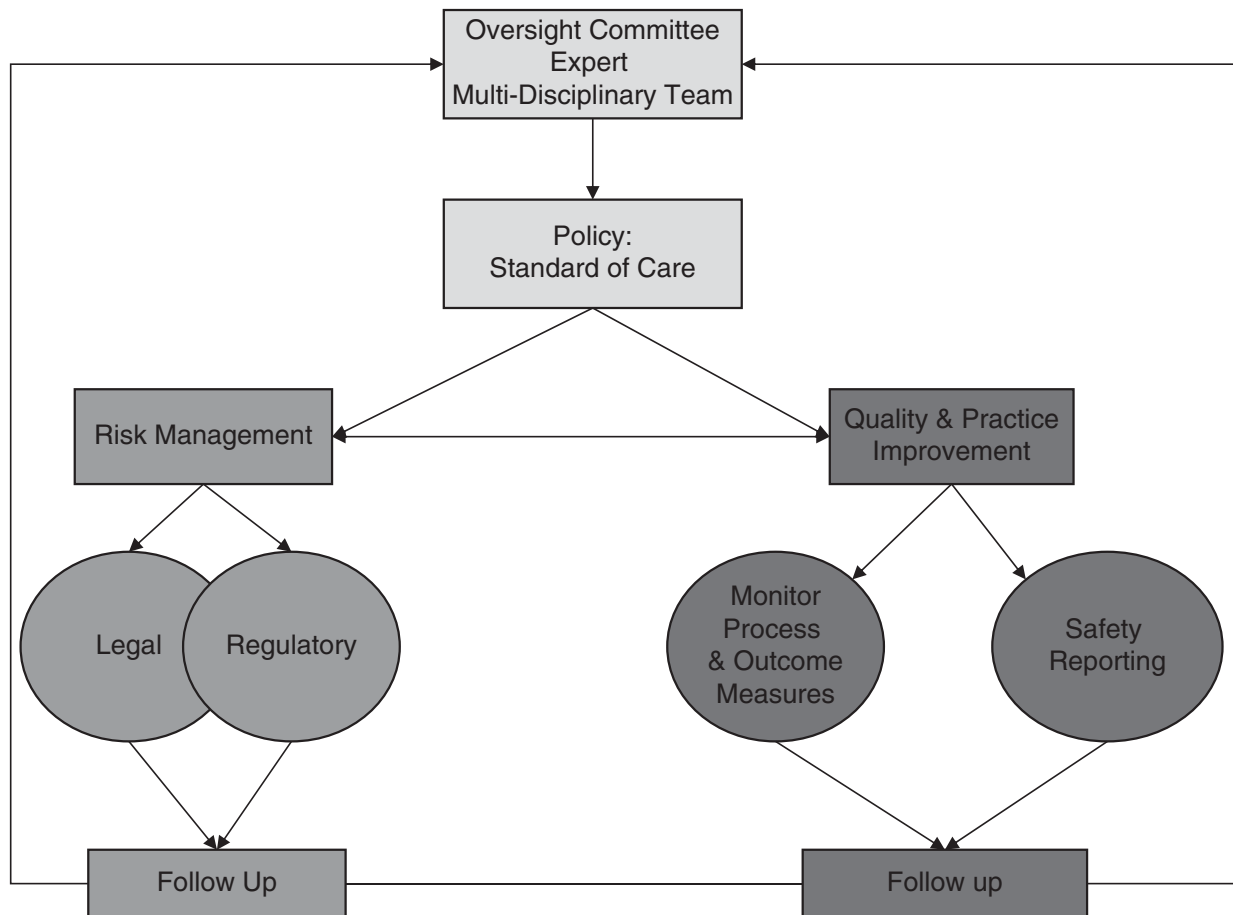 Oversight Committee
Expert
Multi-Disciplinary Team
Policy:
Standard of Care
Risk Management
Quality & Practice
Improvement
Legal
Regulatory
Monitor
Process
& Outcome
Measures
Safety
Reporting
Follow Up
Follow up